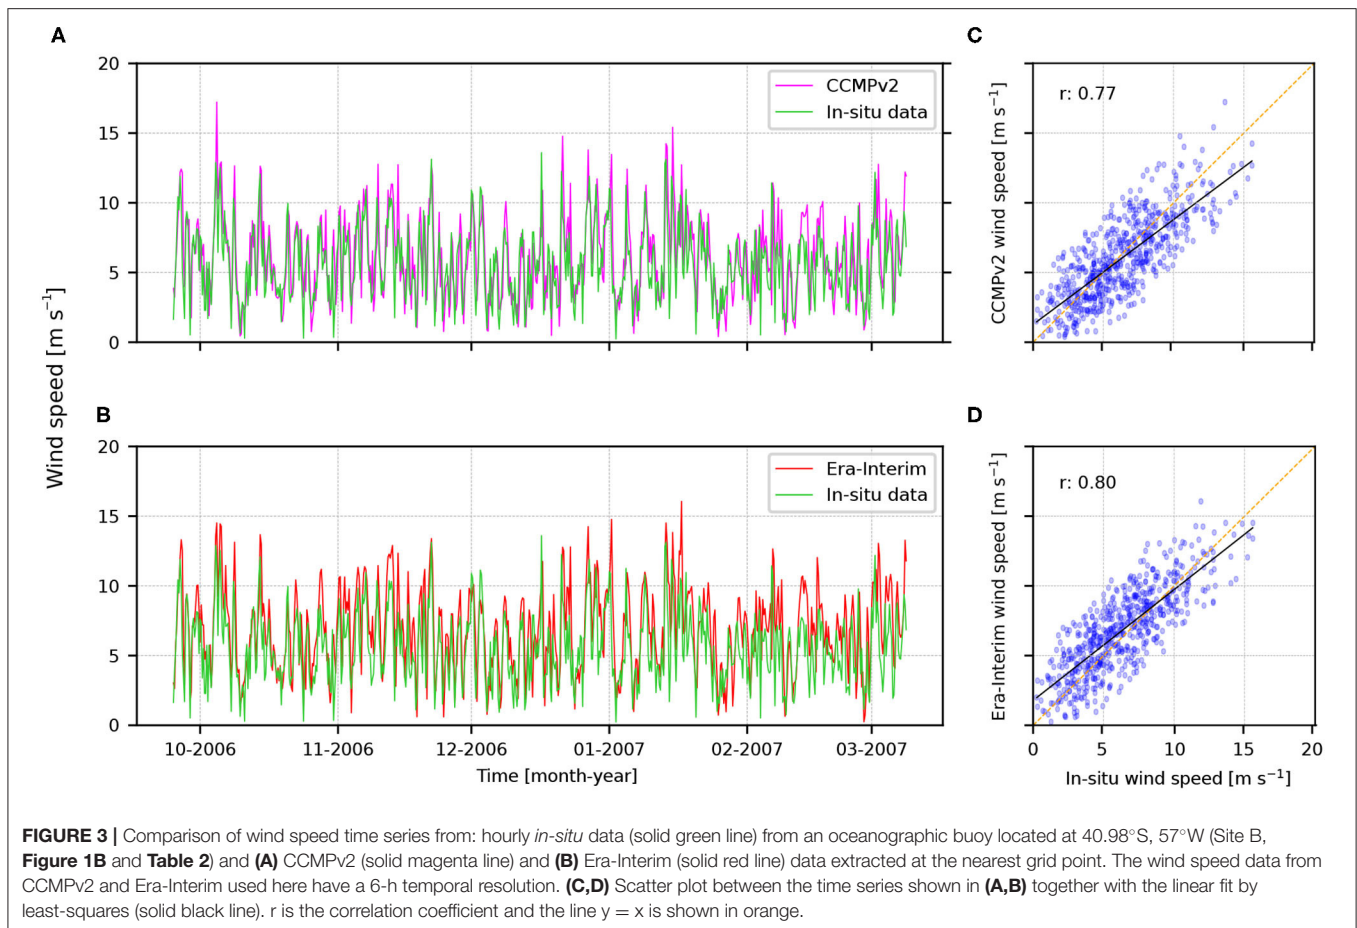 A
C
20
15
10
5
0
CCMPv2
In-situ data
r: 0.77
CCMPv2 wind speed [m s⁻¹]
Wind speed [m s⁻¹]
B
D
20
15
10
5
0
Era-Interim
In-situ data
r: 0.80
Era-Interim wind speed [m s⁻¹]
10-2006 11-2006 12-2006 01-2007 02-2007 03-2007
Time [month-year]
0 5 10 15 20
In-situ wind speed [m s⁻¹]
FIGURE 3 | Comparison of wind speed time series from: hourly in-situ data (solid green line) from an oceanographic buoy located at 40.98°S, 57°W (Site B,
Figure 1B and Table 2) and (A) CCMPv2 (solid magenta line) and (B) Era-Interim (solid red line) data extracted at the nearest grid point. The wind speed data from
CCMPv2 and Era-Interim used here have a 6-h temporal resolution. (C,D) Scatter plot between the time series shown in (A,B) together with the linear fit by
least-squares (solid black line). r is the correlation coefficient and the line y = x is shown in orange.